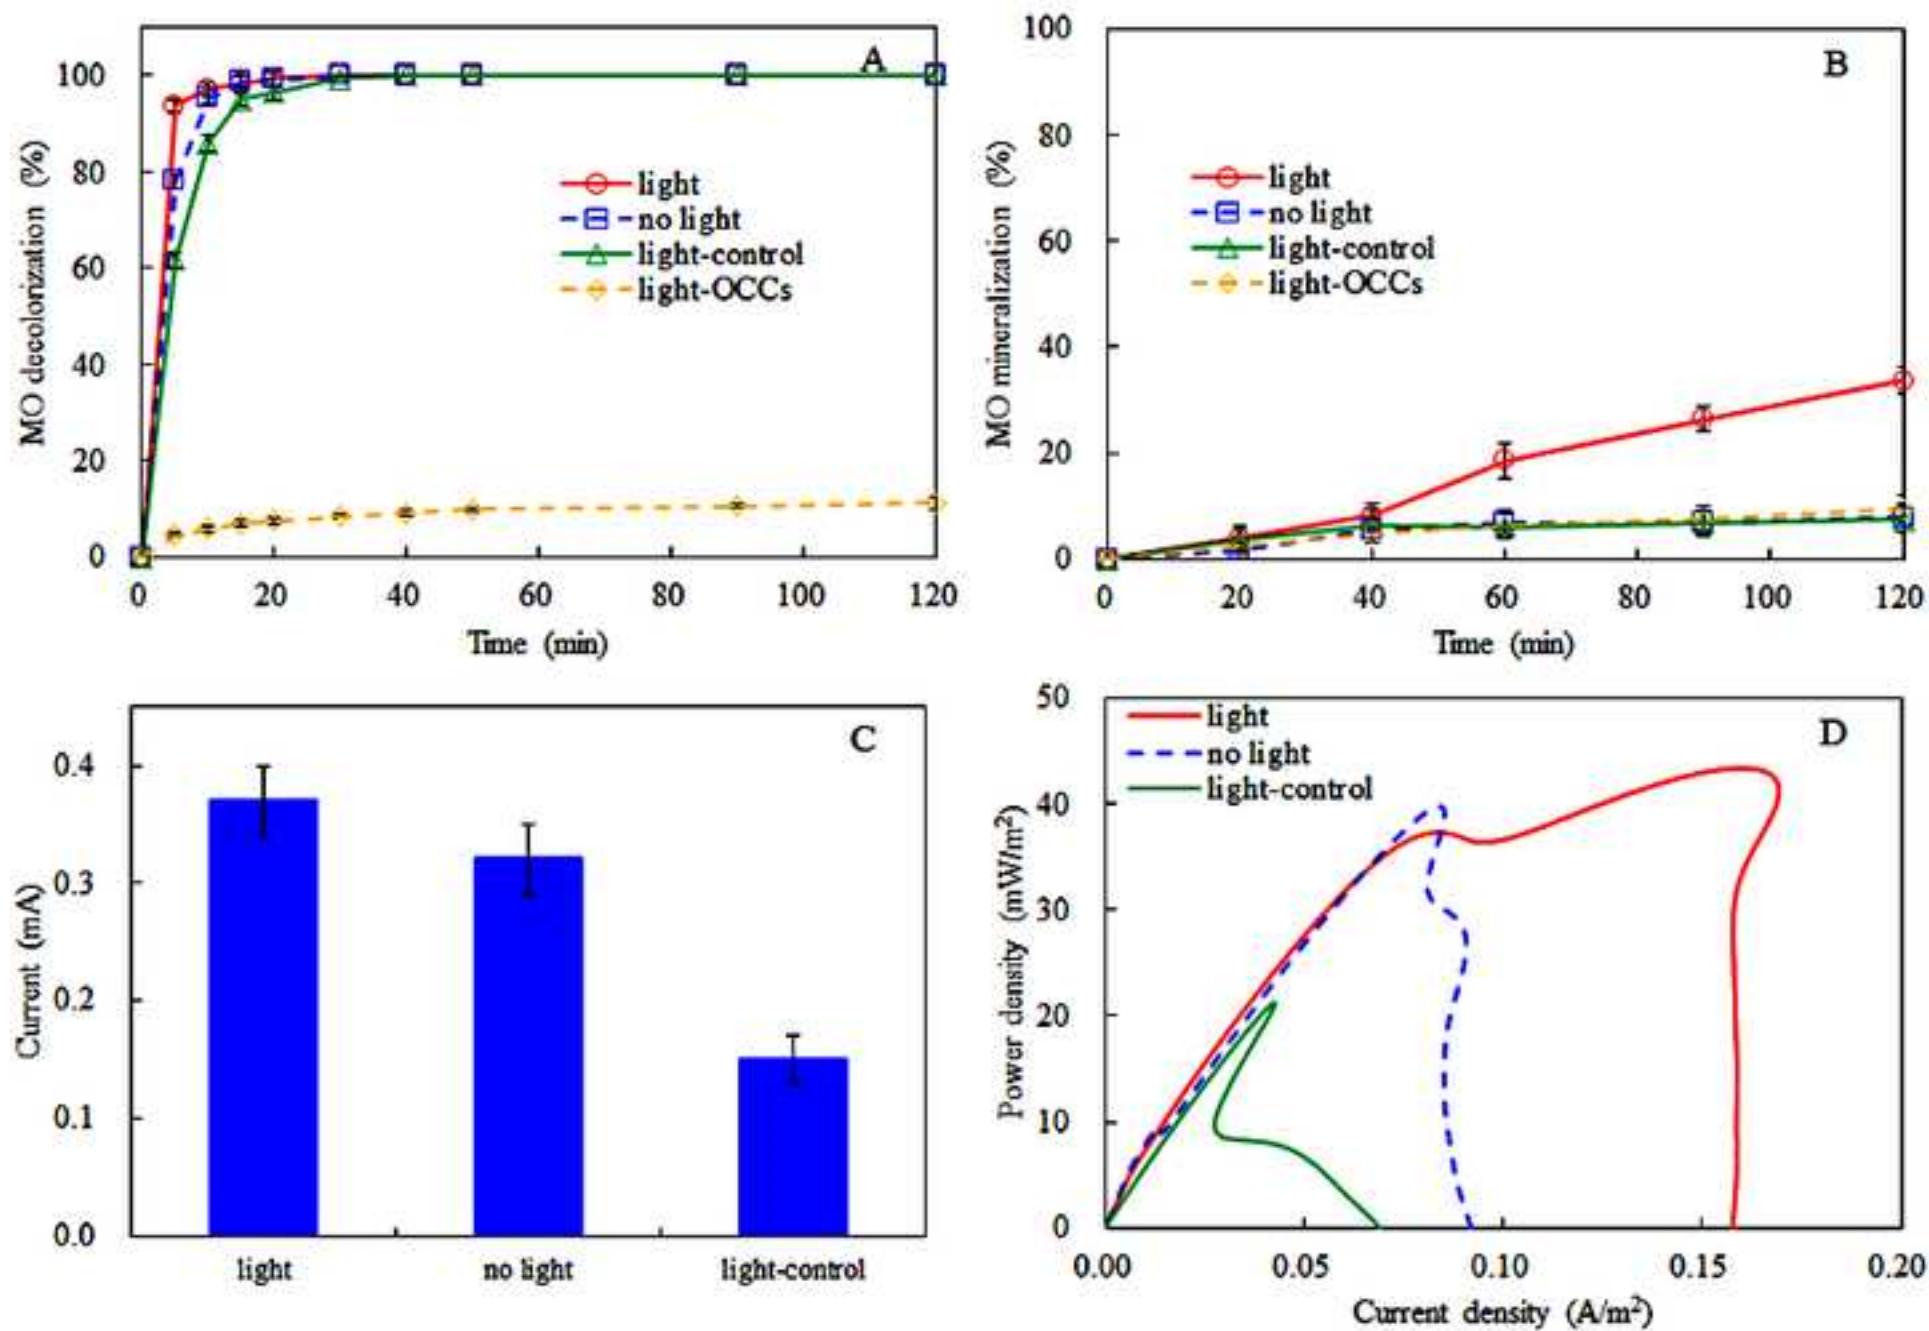 A
MO decolorization (%)
100
80
60
40
20
0
light
no light
light-control
light-OCCs
0 20 40 60 80 100 120
Time (min)
B
MO mineralization (%)
100
80
60
40
20
0
light
no light
light-control
light-OCCs
0 20 40 60 80 100 120
Time (min)
C
Current (mA)
0.4
0.3
0.2
0.1
0.0
light no light light-control
D
Power density (mW/m²)
50
40
30
20
10
0
light
no light
light-control
0.00 0.05 0.10 0.15 0.20
Current density (A/m²)